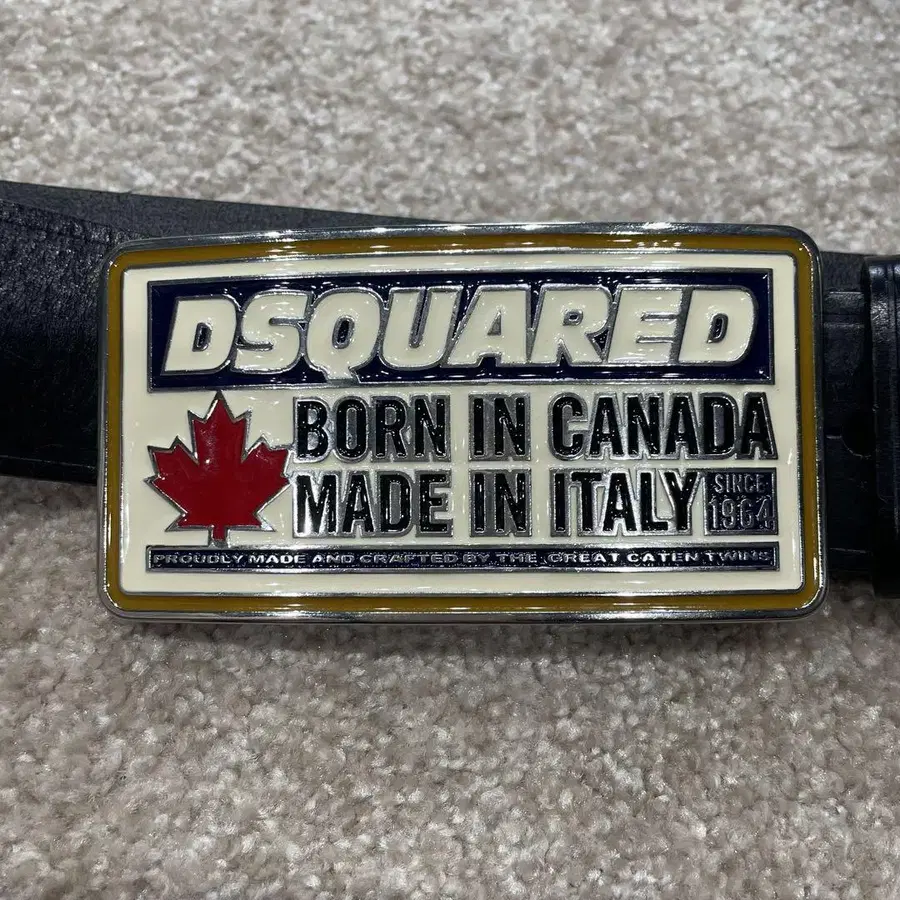 DSQUARED
BORN IN CANADA
MADE IN ITALY
SINCE
1964
PROUDLY MADE AND CRAFTED BY THE GREAT CATEN TWINS